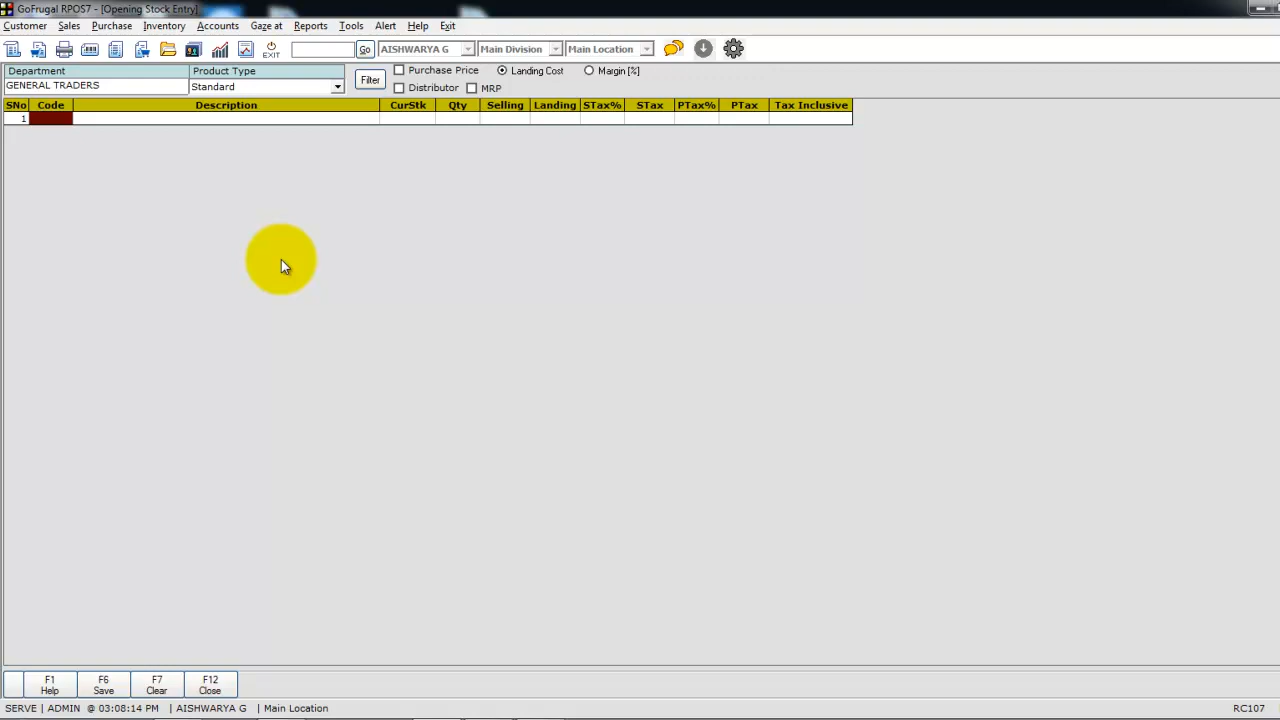 GoFrugal RPOS7 - [Opening Stock Entry]
Customer Sales Purchase Inventory Accounts Gaze at Reports Tools Alert Help Exit
EXIT Go AISHWARYA G Main Division Main Location
Department Product Type Purchase Price Landing Cost Margin [%]
GENERAL TRADERS Standard Filter Distributor MRP
SNo Code Description CurStk Qty Selling Landing STax% STax PTax% PTax Tax Inclusive
1
F1 F6 F7 F12
Help Save Clear Close
SERVE | ADMIN @ 03:08:14 PM | AISHWARYA G | Main Location RC107